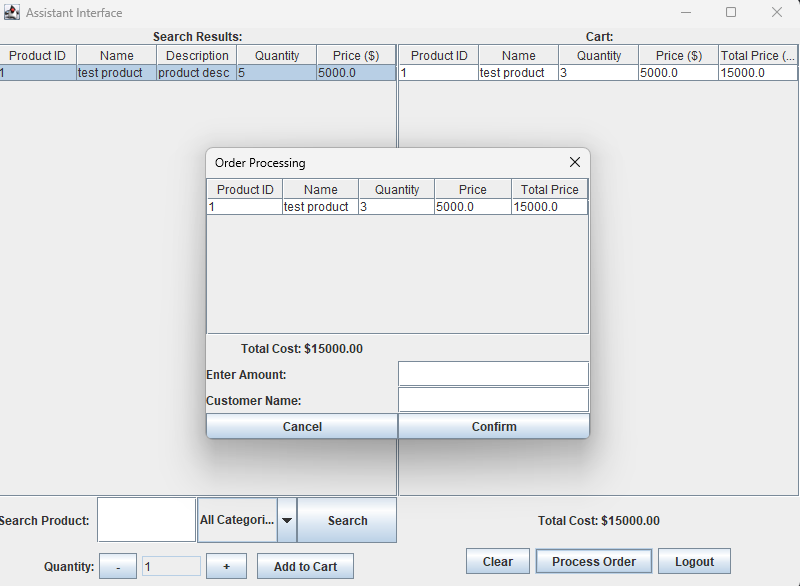 Assistant Interface
Search Results:
Cart:
Product ID Name Description Quantity Price ($)
Product ID Name Quantity Price ($) Total Price (...
1 test product product desc 5 5000.0
1 test product 3 5000.0 15000.0
Order Processing
Product ID Name Quantity Price Total Price
1 test product 3 5000.0 15000.0
Total Cost: $15000.00
Enter Amount:
Customer Name:
Cancel Confirm
Search Product: All Categori... Search
Total Cost: $15000.00
Quantity: - 1 + Add to Cart
Clear Process Order Logout